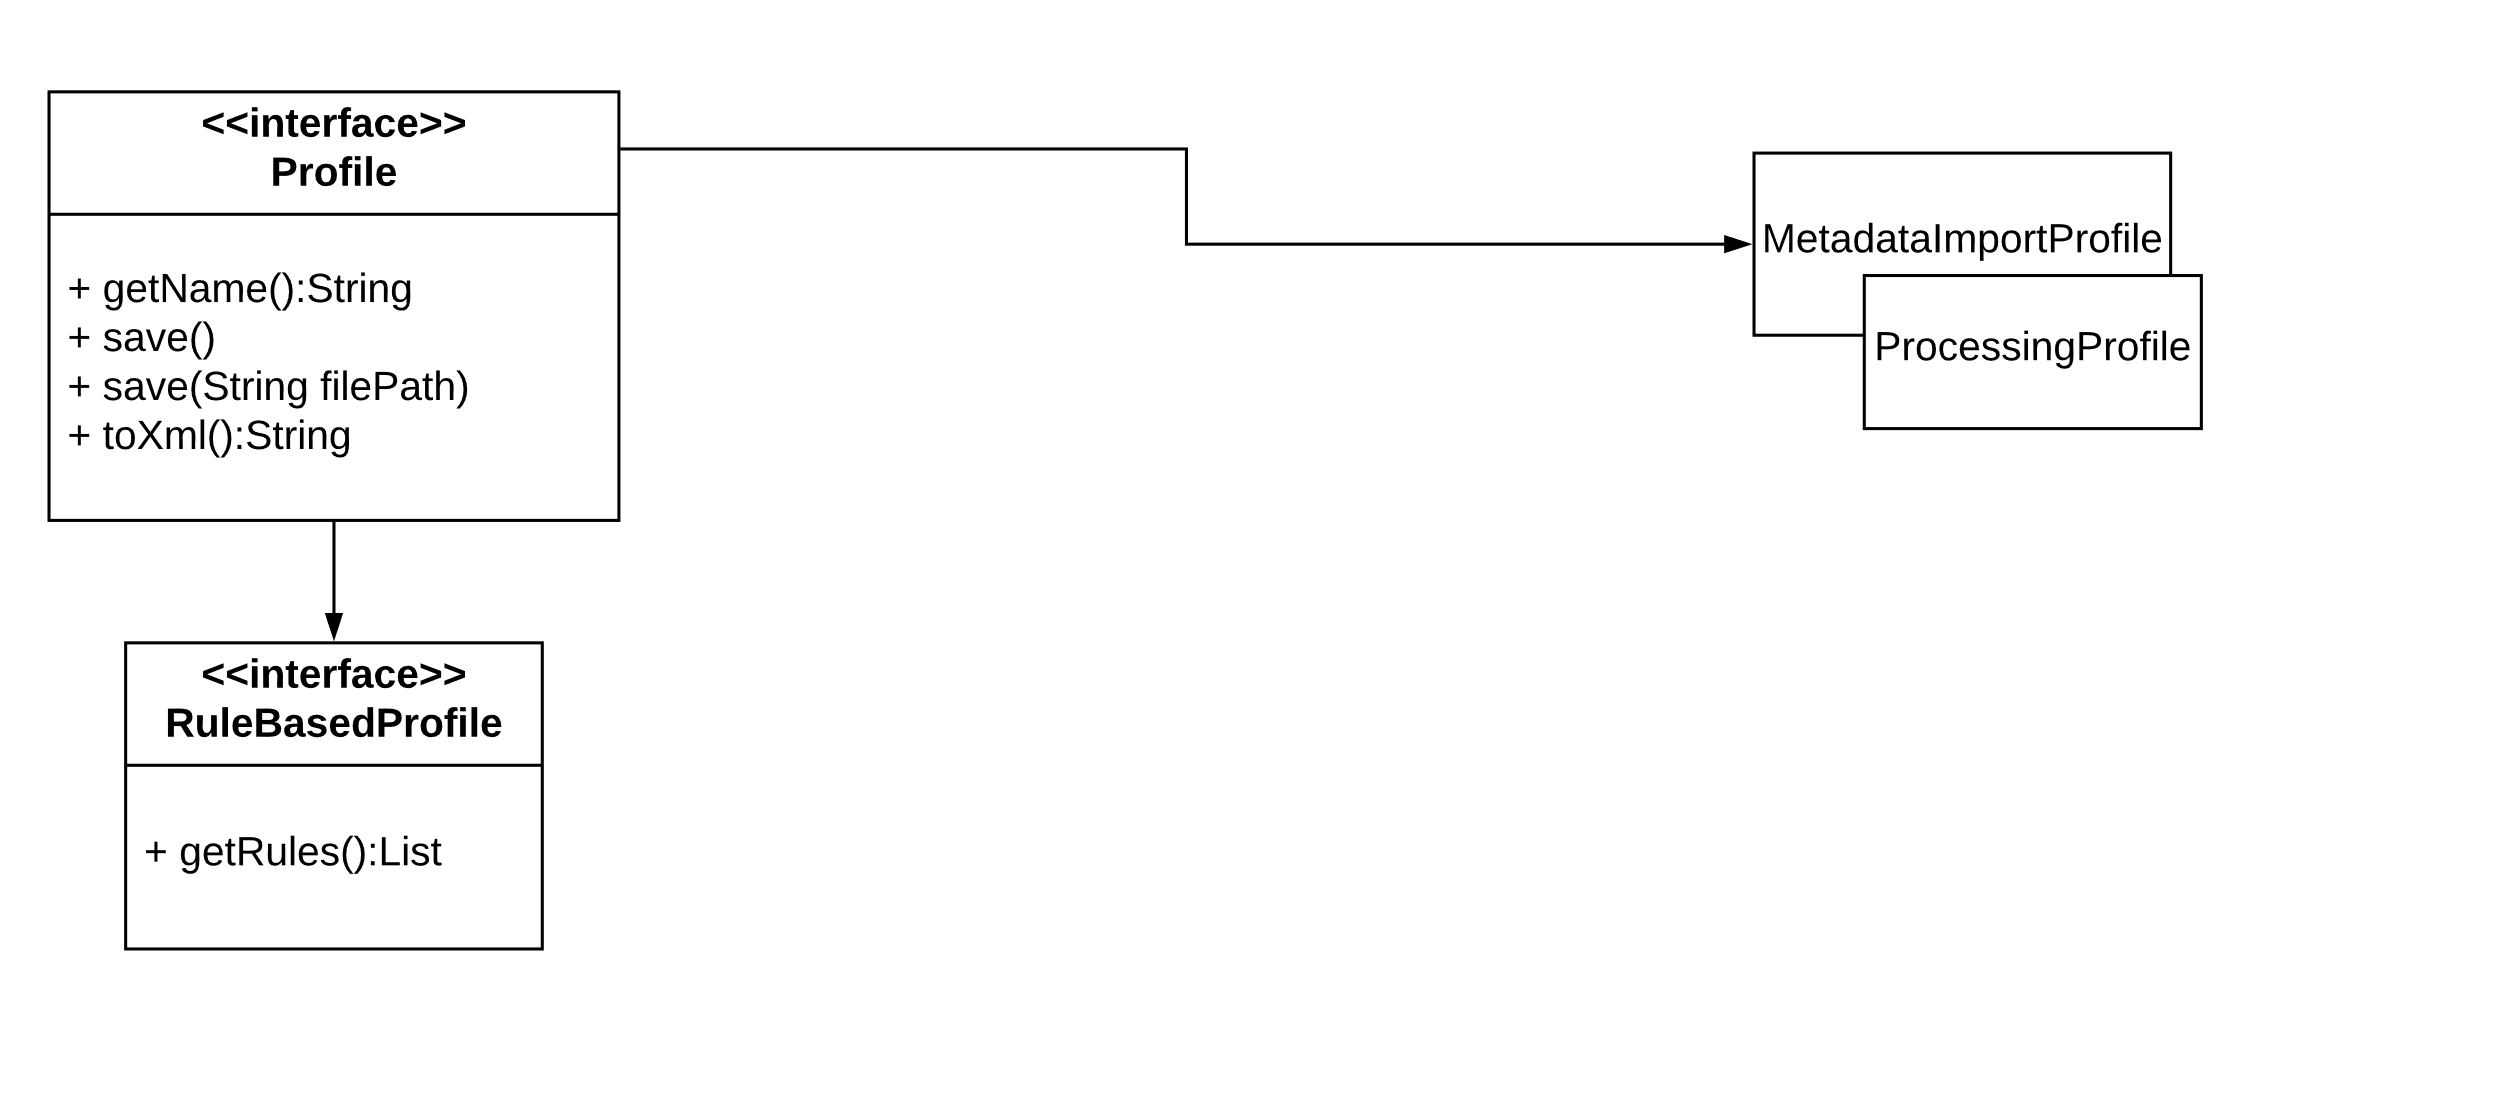 <<interface>>
Profile
+ getName():String
+ save()
+ save(String filePath)
+ toXml():String
MetadataImportProfile
ProcessingProfile
<<interface>>
RuleBasedProfile
+ getRules():List